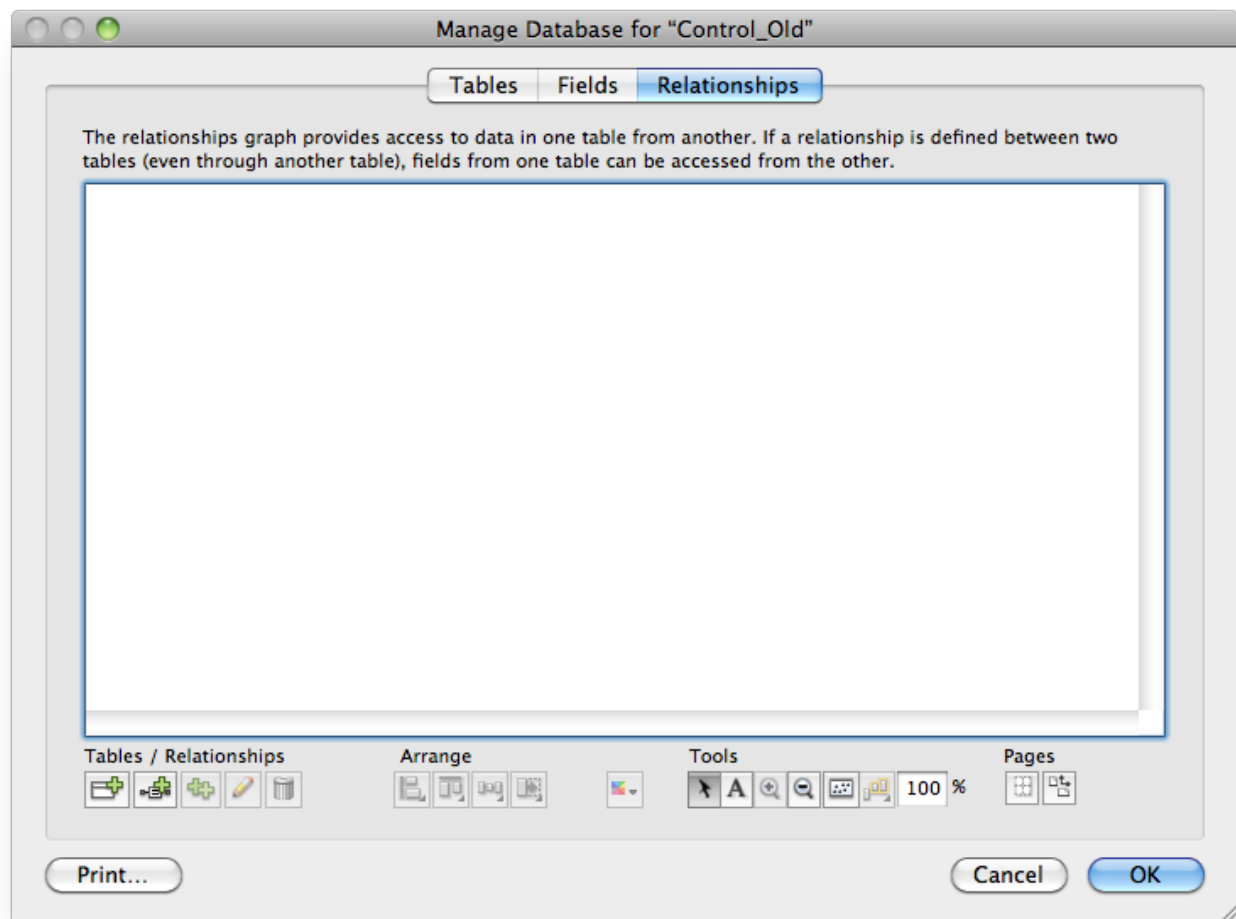 Manage Database for “Control_Old”
Tables Fields Relationships
The relationships graph provides access to data in one table from another. If a relationship is defined between two
tables (even through another table), fields from one table can be accessed from the other.
Tables / Relationships Arrange Tools Pages
A 100 %
Print... Cancel OK